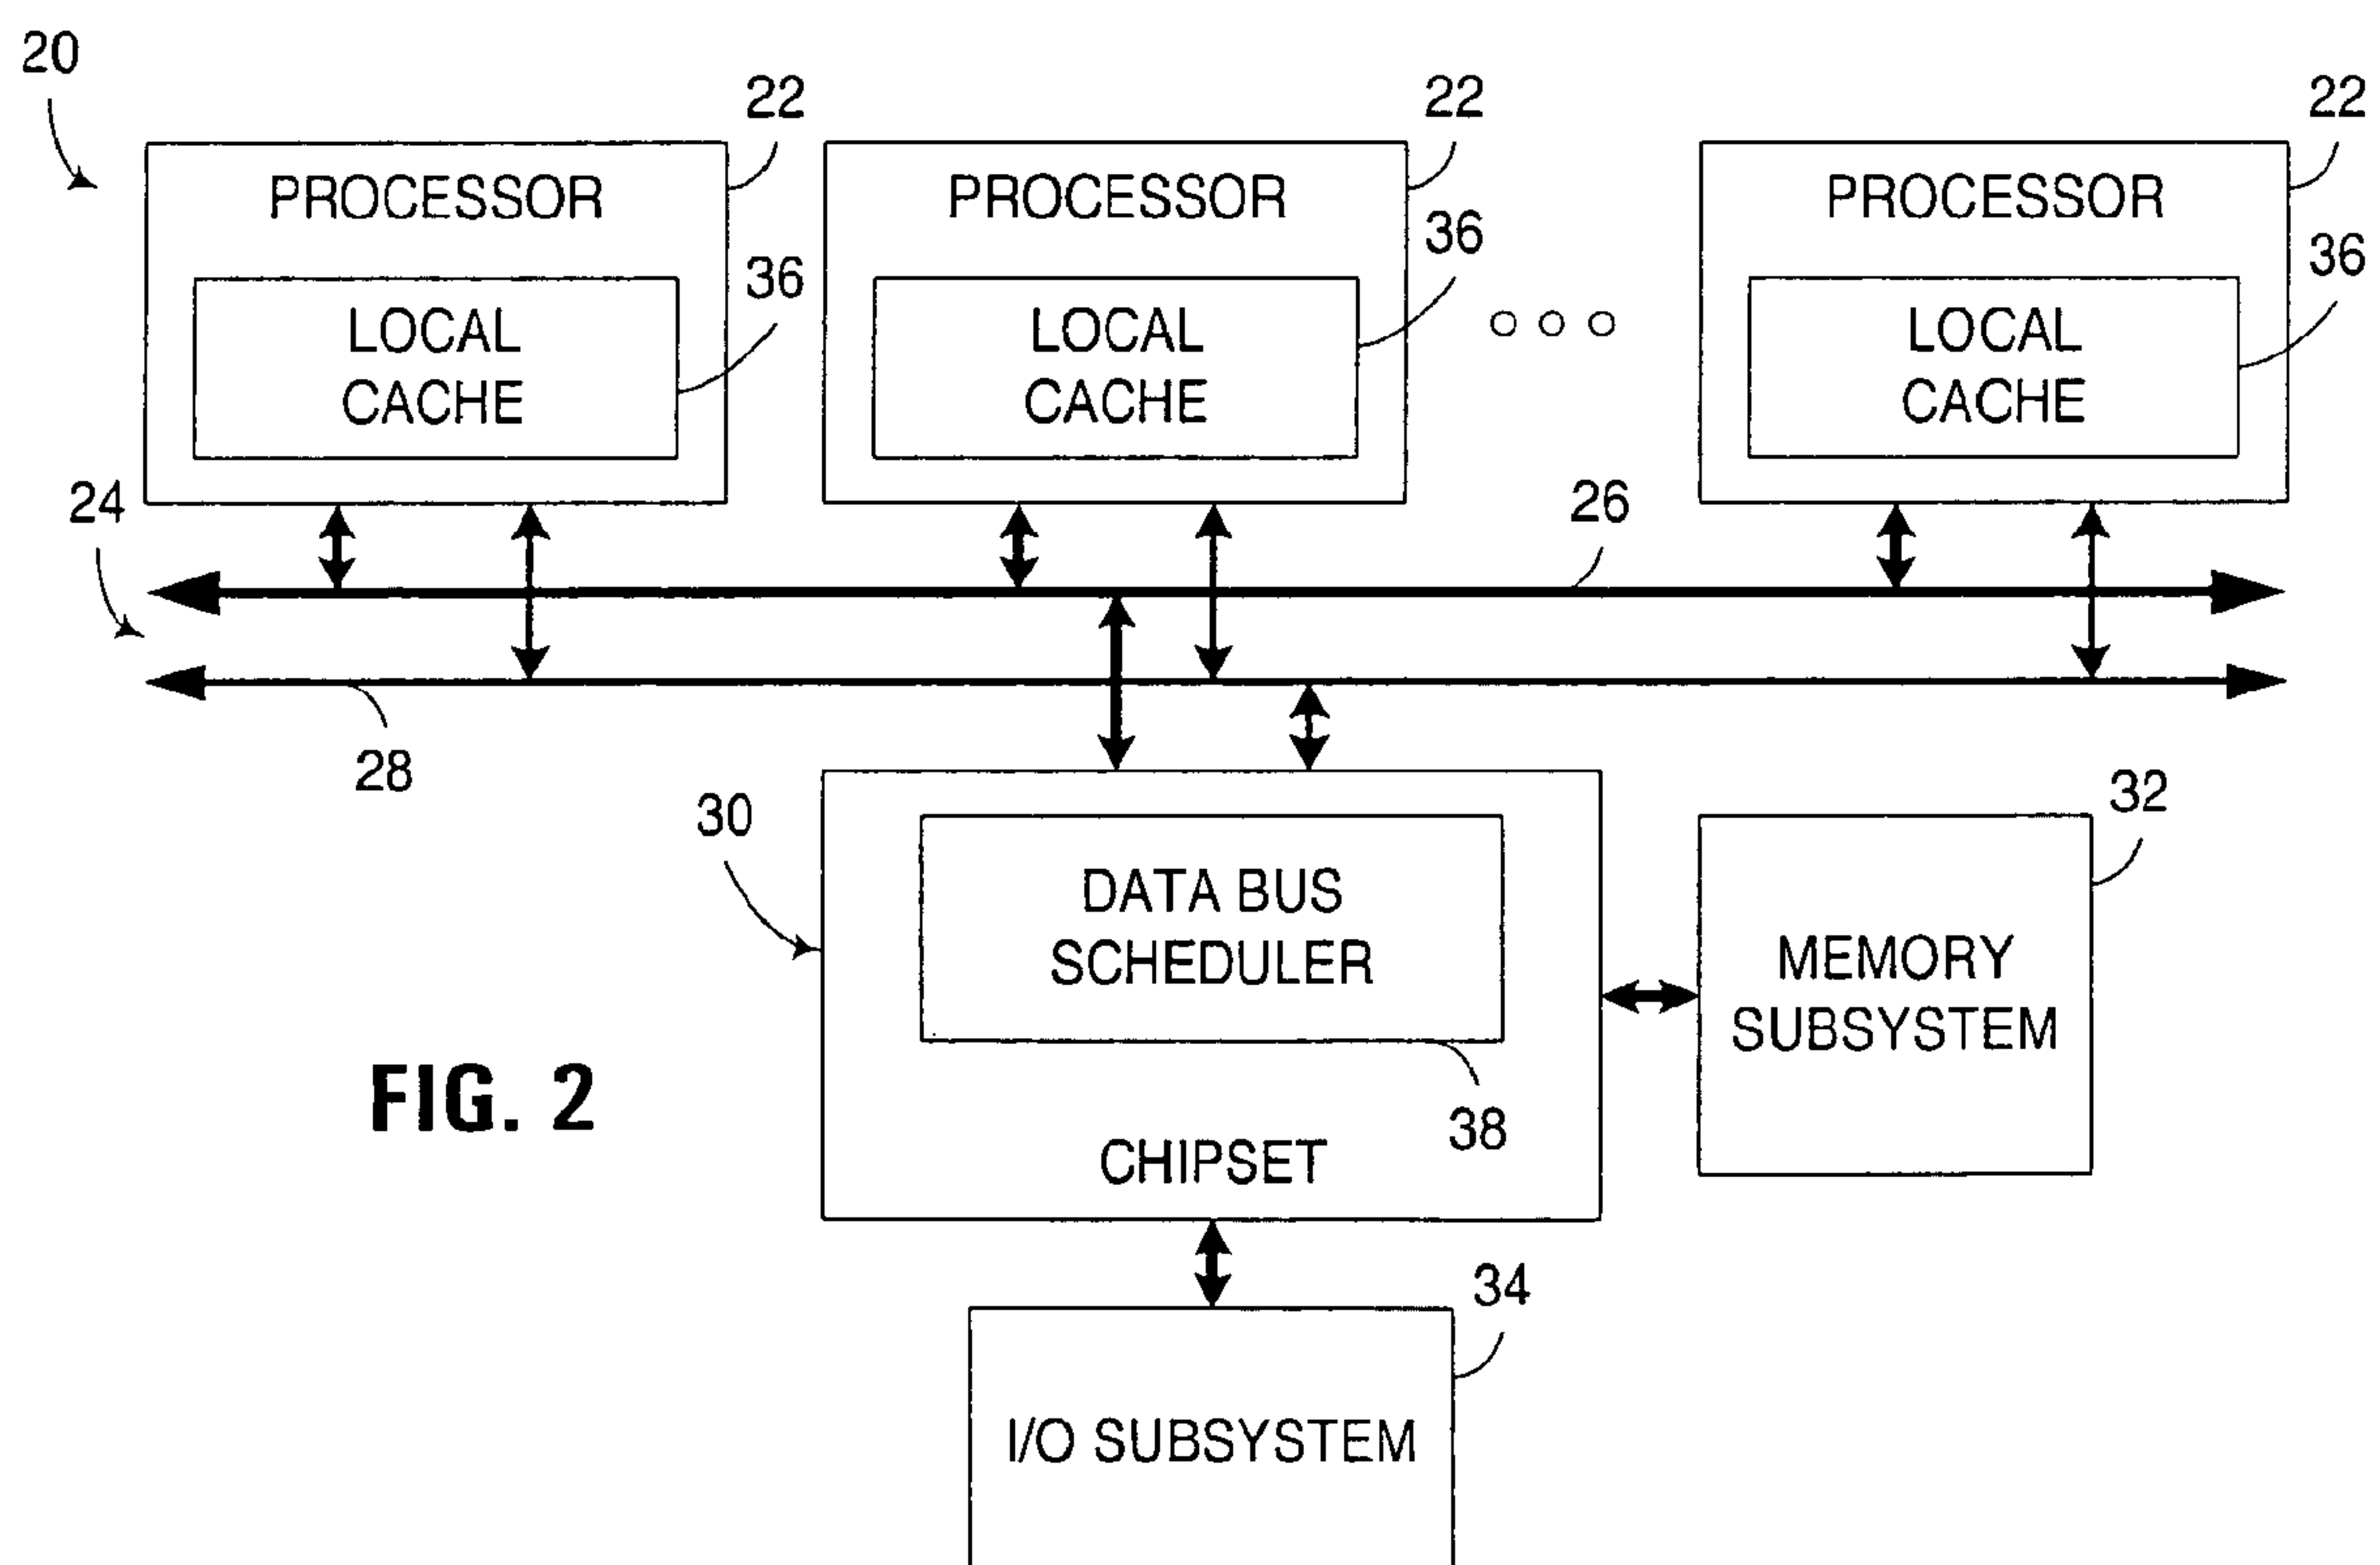 20
22
22
22
PROCESSOR
PROCESSOR
PROCESSOR
36
36
36
LOCAL
CACHE
LOCAL
CACHE
LOCAL
CACHE
24
26
28
30
32
DATA BUS
SCHEDULER
MEMORY
SUBSYSTEM
38
CHIPSET
FIG. 2
34
I/O SUBSYSTEM